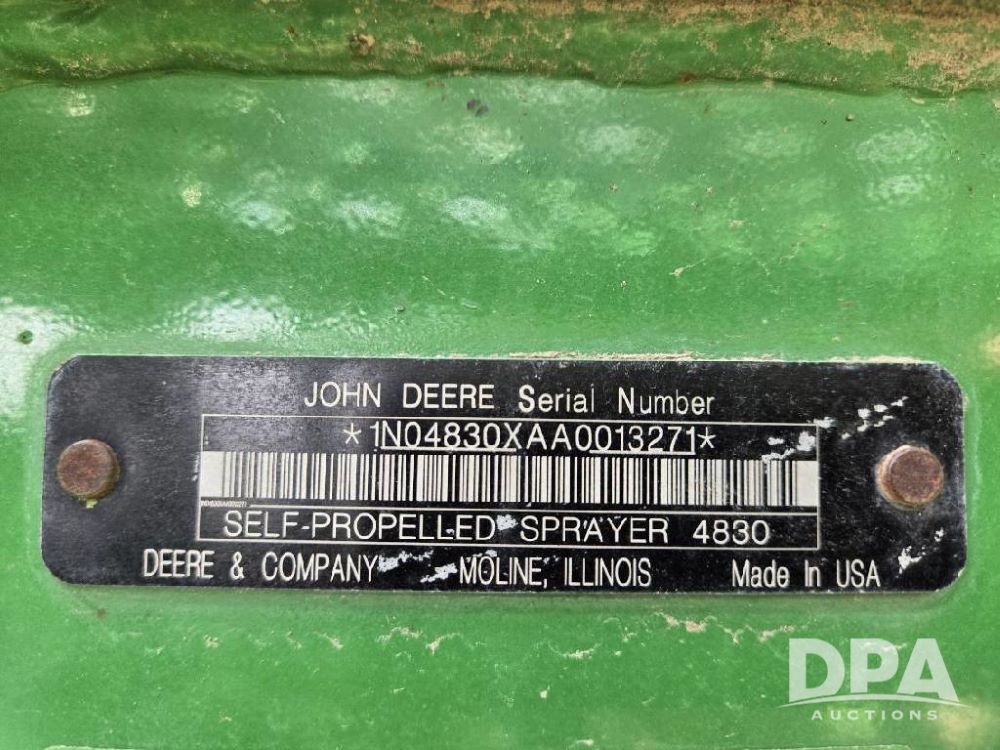 JOHN DEERE Serial Number
*1N04830XAA0013271*
SELF-PROPELLED SPRAYER 4830
DEERE & COMPANY MOLINE, ILLINOIS Made In USA
DPA
AUCTIONS